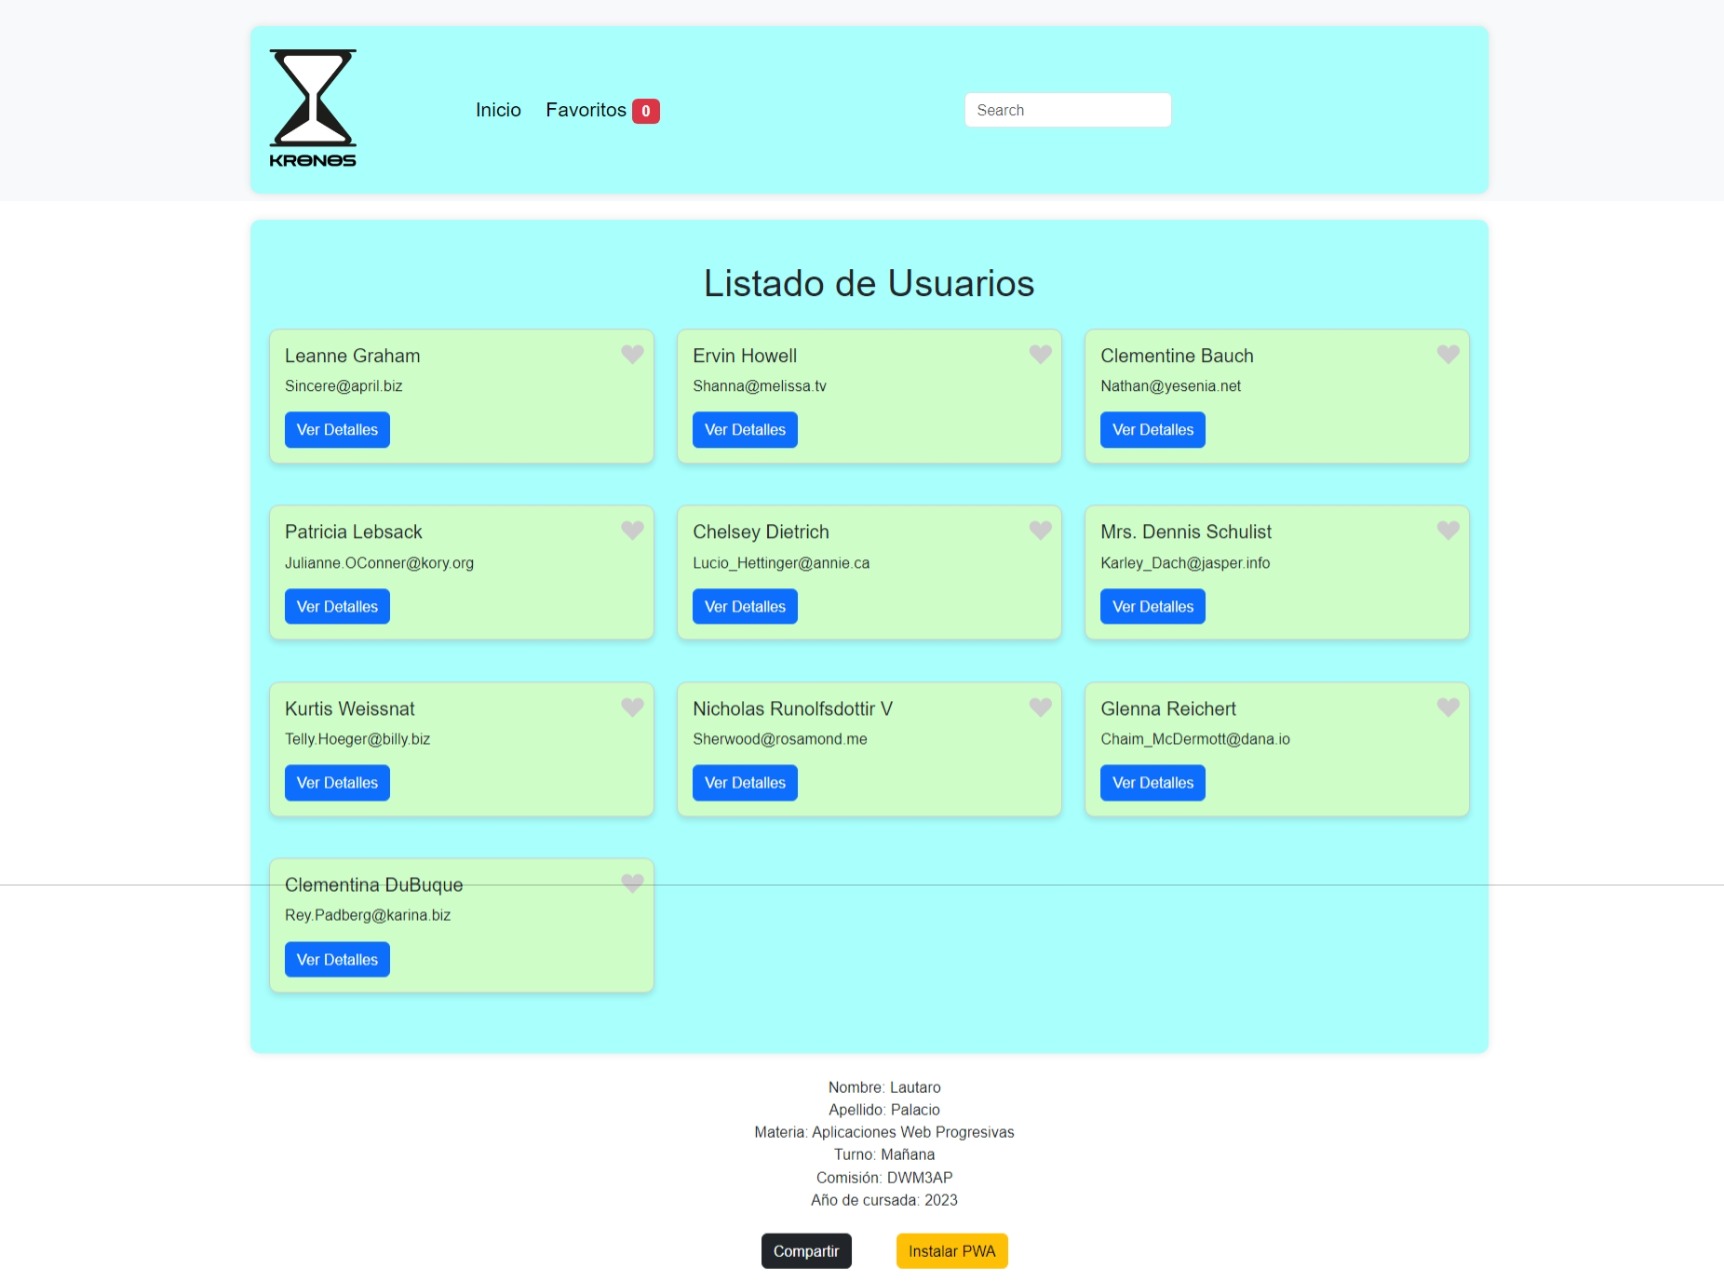 KRONOS
Inicio Favoritos 0 Search
Listado de Usuarios
Leanne Graham
Sincere@april.biz
Ver Detalles
Ervin Howell
Shanna@melissa.tv
Ver Detalles
Clementine Bauch
Nathan@yesenia.net
Ver Detalles
Patricia Lebsack
Julianne.OConner@kory.org
Ver Detalles
Chelsey Dietrich
Lucio_Hettinger@annie.ca
Ver Detalles
Mrs. Dennis Schulist
Karley_Dach@jasper.info
Ver Detalles
Kurtis Weissnat
Telly.Hoeger@billy.biz
Ver Detalles
Nicholas Runolfsdottir V
Sherwood@rosamond.me
Ver Detalles
Glenna Reichert
Chaim_McDermott@dana.io
Ver Detalles
Clementina DuBuque
Rey.Padberg@karina.biz
Ver Detalles
Nombre: Lautaro
Apellido: Palacio
Materia: Aplicaciones Web Progresivas
Turno: Mañana
Comisión: DWM3AP
Año de cursada: 2023
Compartir Instalar PWA